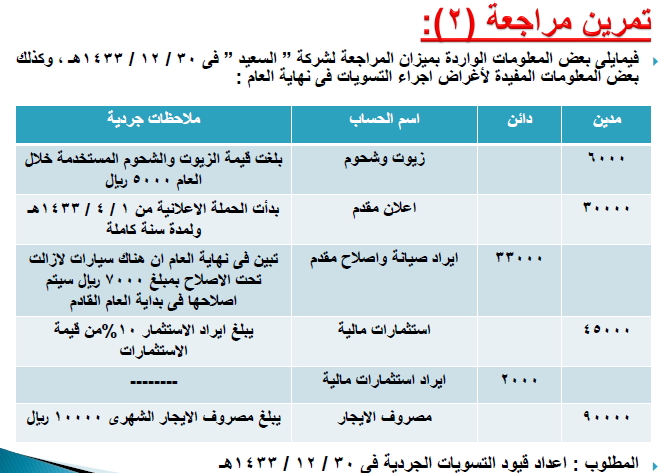 تمرين مراجعة (٢):
فيمايلي بعض المعلومات الواردة بميزان المراجعة لشركة " السعيد " فى ٣٠ / ١٢ / ١٤٣٣هـ ، وكذلك
بعض المعلومات المفيدة لأغراض اجراء التسويات فى نهاية العام :
مدين دائن اسم الحساب ملاحظات جردية
٦٠٠٠ زيوت وشحوم بلغت قيمة الزيوت والشحوم المستخدمة خلال
العام ٥٠٠٠ ريال
٣٠٠٠٠ اعلان مقدم بدأت الحملة الاعلانية من ١ / ٤ / ١٤٣٣هـ
ولمدة سنة كاملة
٣٣٠٠٠ ايراد صيانة واصلاح مقدم تبين فى نهاية العام ان هناك سيارات لازالت
تحت الاصلاح بمبلغ ٧٠٠٠ ريال سيتم
اصلاحها فى بداية العام القادم
٤٥٠٠٠ استثمارات مالية يبلغ ايراد الاستثمار ١٠%من قيمة
الاستثمارات
٢٠٠٠ ايراد استثمارات مالية --------
٩٠٠٠٠ مصروف الايجار يبلغ مصروف الايجار الشهرى ١٠٠٠٠ ريال
المطلوب : اعداد قيود التسويات الجردية فى ٣٠ / ١٢ / ١٤٣٣هـ